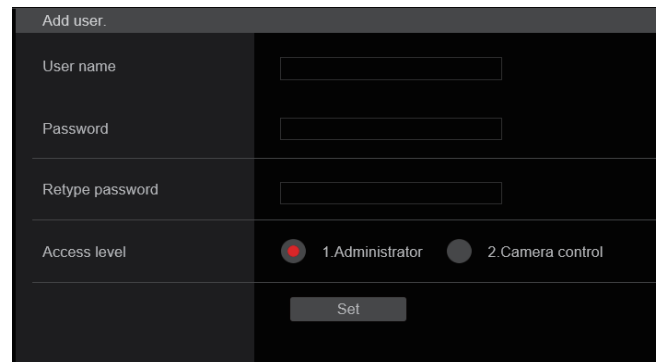 Add user.
User name
Password
Retype password
Access level 1.Administrator 2.Camera control
Set